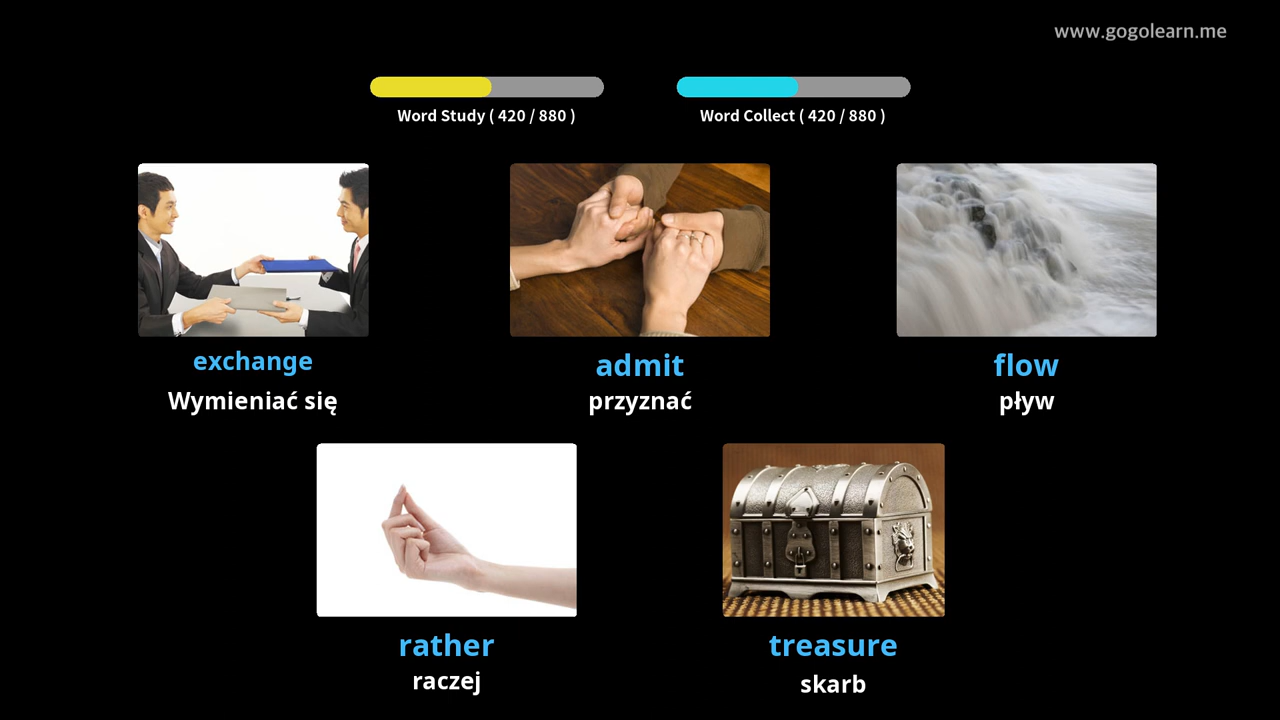 www.gogolearn.me
Word Study ( 420 / 880 )
Word Collect ( 420 / 880 )
exchange
Wymieniać się
admit
przyznać
flow
pływ
rather
raczej
treasure
skarb